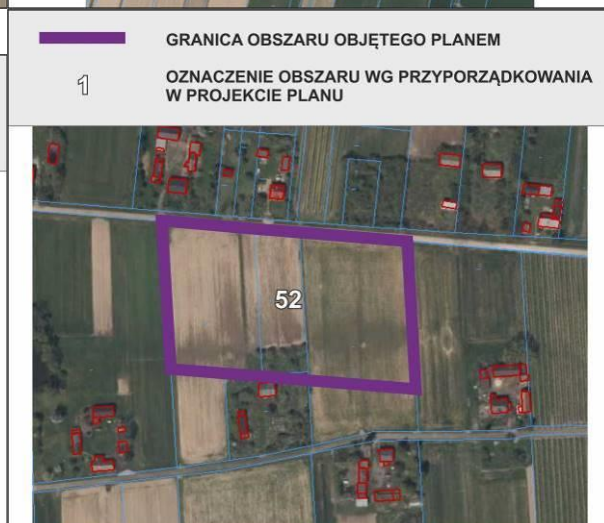 GRANICA OBSZARU OBJĘTEGO PLANEM
1
OZNACZENIE OBSZARU WG PRZYPORZĄDKOWANIA
W PROJEKCIE PLANU
52